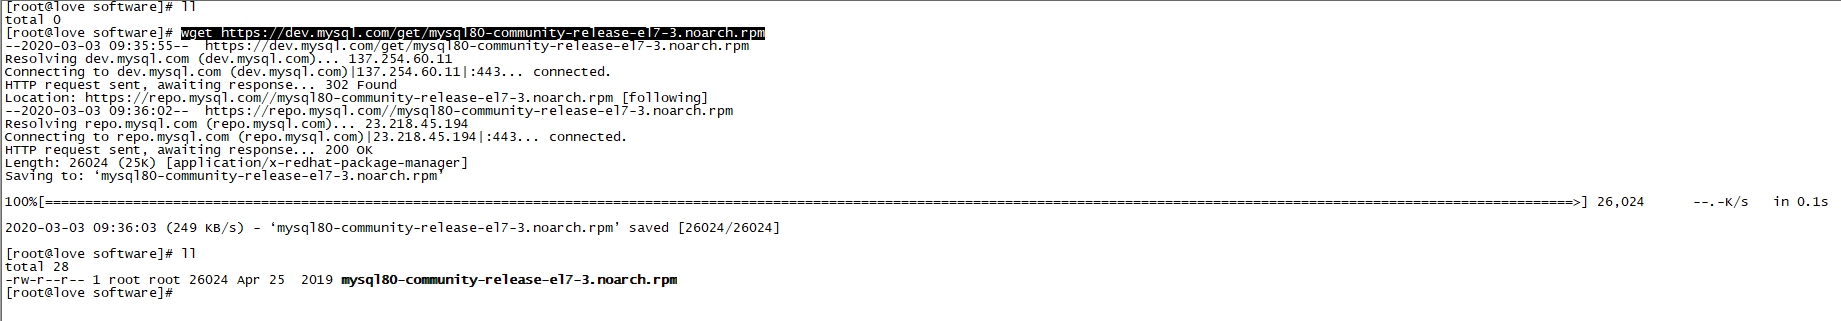 [root@love software]# ll
total 0
[root@love software]# wget https://dev.mysql.com/get/mysql80-community-release-el7-3.noarch.rpm
--2020-03-03 09:35:55--  https://dev.mysql.com/get/mysql80-community-release-el7-3.noarch.rpm
Resolving dev.mysql.com (dev.mysql.com)... 137.254.60.11
Connecting to dev.mysql.com (dev.mysql.com)|137.254.60.11|:443... connected.
HTTP request sent, awaiting response... 302 Found
Location: https://repo.mysql.com//mysql80-community-release-el7-3.noarch.rpm [following]
--2020-03-03 09:36:02--  https://repo.mysql.com//mysql80-community-release-el7-3.noarch.rpm
Resolving repo.mysql.com (repo.mysql.com)... 23.218.45.194
Connecting to repo.mysql.com (repo.mysql.com)|23.218.45.194|:443... connected.
HTTP request sent, awaiting response... 200 OK
Length: 26024 (25K) [application/x-redhat-package-manager]
Saving to: ‘mysql80-community-release-el7-3.noarch.rpm’
100%[==============================================================================>] 26,024      --.-K/s   in 0.1s
2020-03-03 09:36:03 (249 KB/s) - ‘mysql80-community-release-el7-3.noarch.rpm’ saved [26024/26024]
[root@love software]# ll
total 28
-rw-r--r-- 1 root root 26024 Apr 25  2019 mysql80-community-release-el7-3.noarch.rpm
[root@love software]#